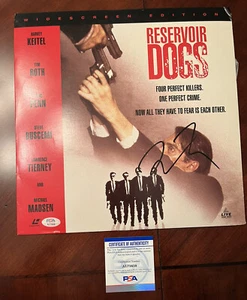 WIDESCREEN EDITION
HARVEY KEITEL
TIM ROTH
PENN
STEVE BUSCEMI
LAWRENCE TIERNEY
AND
MICHAEL MADSEN
RESERVOIR
DOGS
FOUR PERFECT KILLERS.
ONE PERFECT CRIME.
NOW ALL THEY HAVE TO FEAR IS EACH OTHER.
LIVE
CERTIFICATE OF AUTHENTICITY
PSA